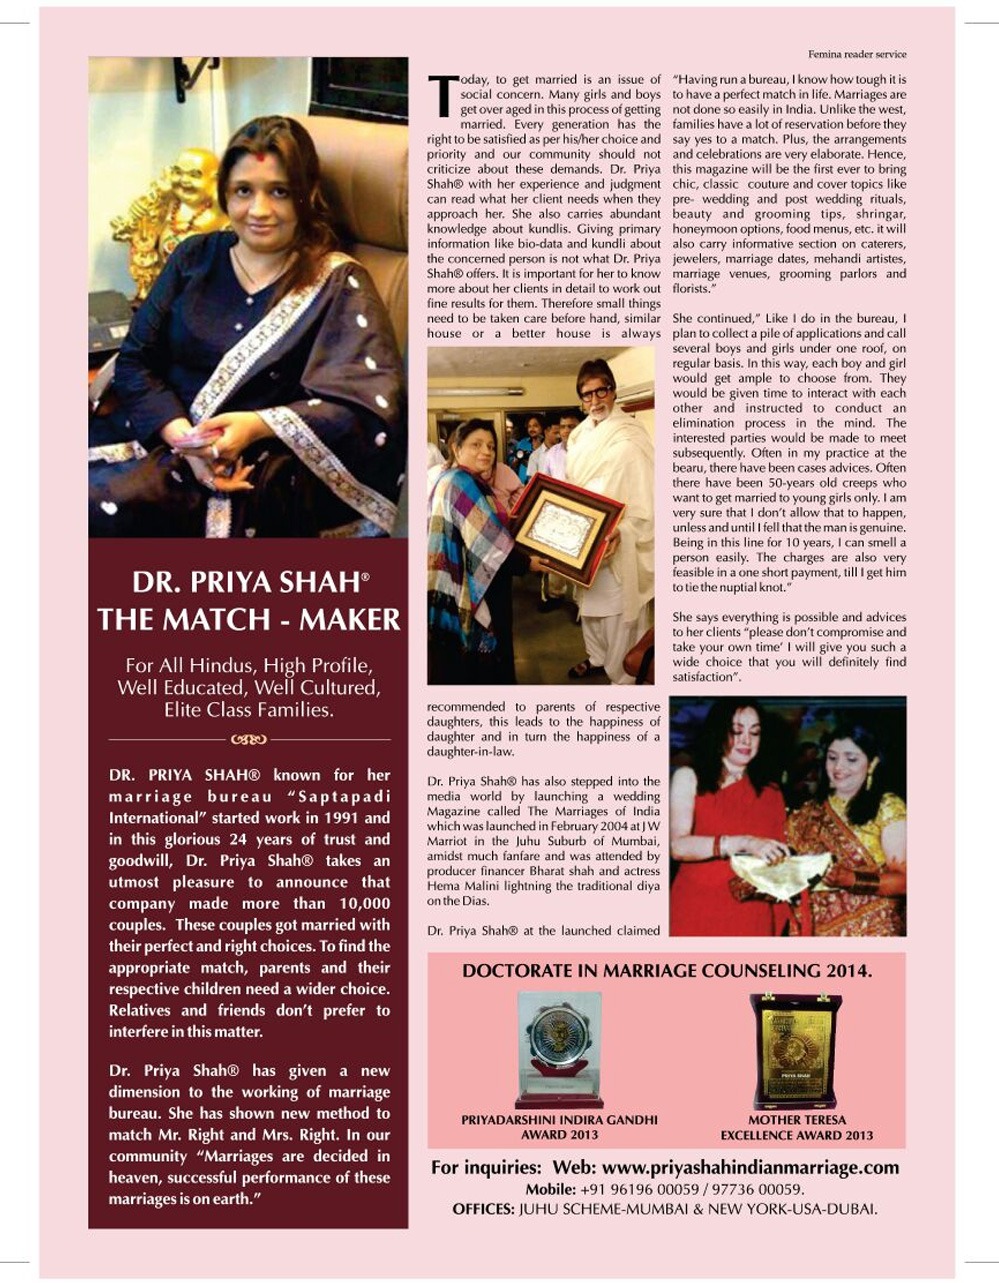 Femina reader service
DR. PRIYA SHAH®
THE MATCH - MAKER
For All Hindus, High Profile,
Well Educated, Well Cultured,
Elite Class Families.
DR. PRIYA SHAH® known for her
marriage bureau “Saptapadi
International” started work in 1991 and
in this glorious 24 years of trust and
goodwill, Dr. Priya Shah® takes an
utmost pleasure to announce that
company made more than 10,000
couples. These couples got married with
their perfect and right choices. To find the
appropriate match, parents and their
respective children need a wider choice.
Relatives and friends don’t prefer to
interfere in this matter.
Dr. Priya Shah® has given a new
dimension to the working of marriage
bureau. She has shown new method to
match Mr. Right and Mrs. Right. In our
community “Marriages are decided in
heaven, successful performance of these
marriages is on earth.”
Today, to get married is an issue of
social concern. Many girls and boys
get over aged in this process of getting
married. Every generation has the
right to be satisfied as per his/her choice and
priority and our community should not
criticize about these demands. Dr. Priya
Shah® with her experience and judgment
can read what her client needs when they
approach her. She also carries abundant
knowledge about kundlis. Giving primary
information like bio-data and kundli about
the concerned person is not what Dr. Priya
Shah® offers. It is important for her to know
more about her clients in detail to work out
fine results for them. Therefore small things
need to be taken care before hand, similar
house or a better house is always
recommended to parents of respective
daughters, this leads to the happiness of
daughter and in turn the happiness of a
daughter-in-law.
Dr. Priya Shah® has also stepped into the
media world by launching a wedding
Magazine called The Marriages of India
which was launched in February 2004 at J W
Marriot in the Juhu Suburb of Mumbai,
amidst much fanfare and was attended by
producer financer Bharat shah and actress
Hema Malini lightning the traditional diya
on the Dias.
Dr. Priya Shah® at the launched claimed
“Having run a bureau, I know how tough it is
to have a perfect match in life. Marriages are
not done so easily in India. Unlike the west,
families have a lot of reservation before they
say yes to a match. Plus, the arrangements
and celebrations are very elaborate. Hence,
this magazine will be the first ever to bring
chic, classic couture and cover topics like
pre- wedding and post wedding rituals,
beauty and grooming tips, shringar,
honeymoon options, food menus, etc. it will
also carry informative section on caterers,
jewelers, marriage dates, mehandi artistes,
marriage venues, grooming parlors and
florists.”
She continued,” Like I do in the bureau, I
plan to collect a pile of applications and call
several boys and girls under one roof, on
regular basis. In this way, each boy and girl
would get ample to choose from. They
would be given time to interact with each
other and instructed to conduct an
elimination process in the mind. The
interested parties would be made to meet
subsequently. Often in my practice at the
bearu, there have been cases advices. Often
there have been 50-years old creeps who
want to get married to young girls only. I am
very sure that I don’t allow that to happen,
unless and until I fell that the man is genuine.
Being in this line for 10 years, I can smell a
person easily. The charges are also very
feasible in a one short payment, till I get him
to tie the nuptial knot.”
She says everything is possible and advices
to her clients “please don’t compromise and
take your own time’ I will give you such a
wide choice that you will definitely find
satisfaction”.
DOCTORATE IN MARRIAGE COUNSELING 2014.
PRIYA SHAH
PRIYADARSHINI INDIRA GANDHI
AWARD 2013
MOTHER TERESA
EXCELLENCE AWARD 2013
For inquiries: Web: www.priyashahindianmarriage.com
Mobile: +91 96196 00059 / 97736 00059.
OFFICES: JUHU SCHEME-MUMBAI & NEW YORK-USA-DUBAI.